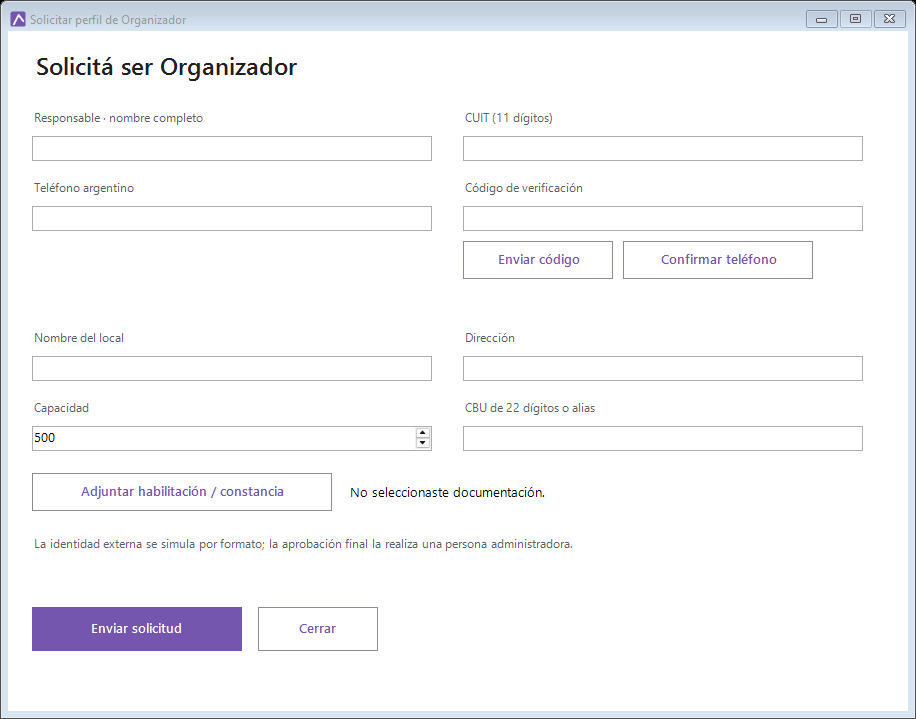 Solicitar perfil de Organizador
Solicitá ser Organizador
Responsable · nombre completo
CUIT (11 dígitos)
Teléfono argentino
Código de verificación
Enviar código
Confirmar teléfono
Nombre del local
Dirección
Capacidad
CBU de 22 dígitos o alias
500
Adjuntar habilitación / constancia
No seleccionaste documentación.
La identidad externa se simula por formato; la aprobación final la realiza una persona administradora.
Enviar solicitud
Cerrar